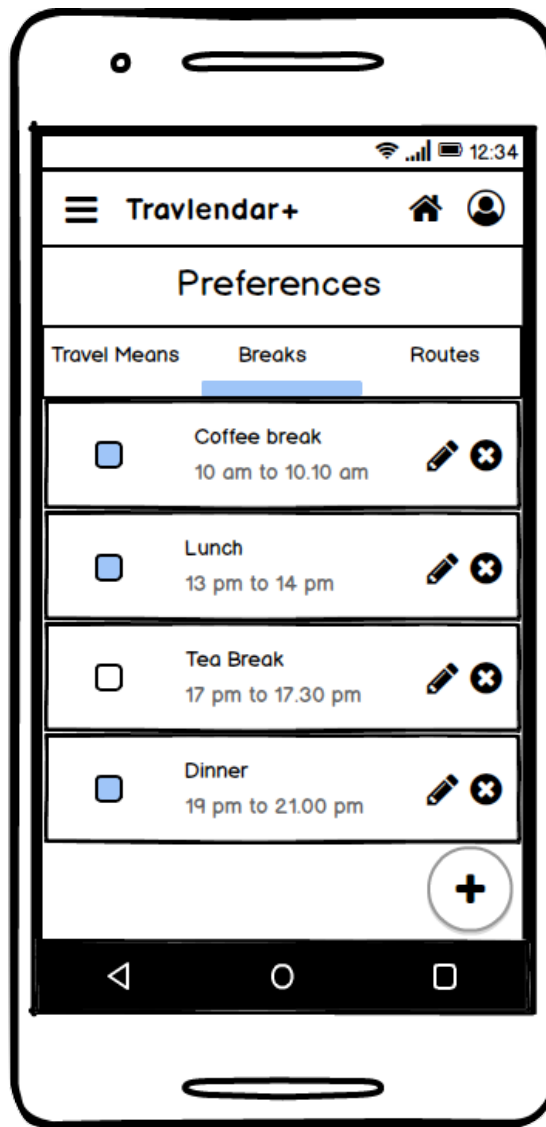 12:34
Travlendar+
Preferences
Travel Means Breaks Routes
Coffee break
10 am to 10.10 am
Lunch
13 pm to 14 pm
Tea Break
17 pm to 17.30 pm
Dinner
19 pm to 21.00 pm